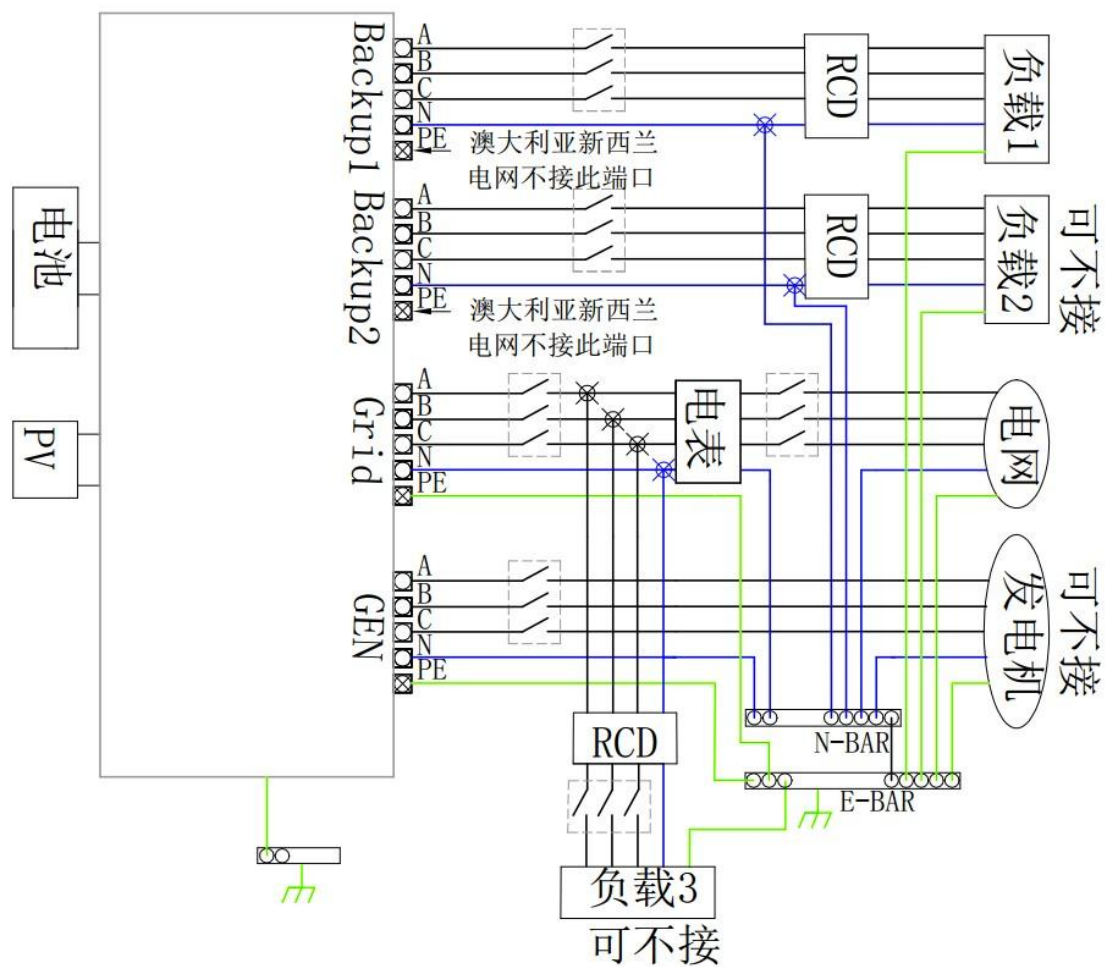 Backup1
A
B
C
N
PE
澳大利亚新西兰
电网不接此端口
RCD
负载1
Backup2
A
B
C
N
PE
澳大利亚新西兰
电网不接此端口
RCD
负载2
可不接
电池
PV
Grid
A
B
C
N
PE
电表
电网
GEN
A
B
C
N
PE
发电机
可不接
N-BAR
E-BAR
RCD
负载3
可不接